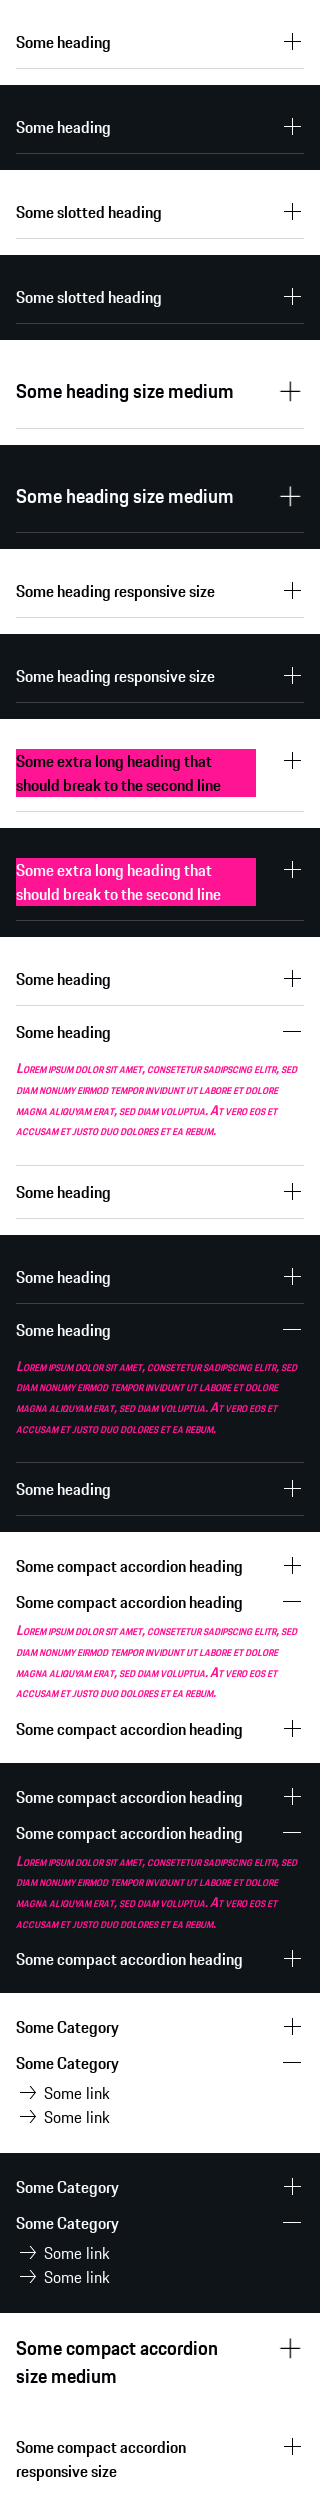 Some heading
Some heading
Some slotted heading
Some slotted heading
Some heading size medium
Some heading size medium
Some heading responsive size
Some heading responsive size
Some extra long heading that
should break to the second line
Some extra long heading that
should break to the second line
Some heading
Some heading
Lorem ipsum dolor sit amet, consetetur sadipscing elitr, sed
diam nonumy eirmod tempor invidunt ut labore et dolore
magna aliquyam erat, sed diam voluptua. At vero eos et
accusam et justo duo dolores et ea rebum.
Some heading
Some heading
Some heading
Lorem ipsum dolor sit amet, consetetur sadipscing elitr, sed
diam nonumy eirmod tempor invidunt ut labore et dolore
magna aliquyam erat, sed diam voluptua. At vero eos et
accusam et justo duo dolores et ea rebum.
Some heading
Some compact accordion heading
Some compact accordion heading
Lorem ipsum dolor sit amet, consetetur sadipscing elitr, sed
diam nonumy eirmod tempor invidunt ut labore et dolore
magna aliquyam erat, sed diam voluptua. At vero eos et
accusam et justo duo dolores et ea rebum.
Some compact accordion heading
Some compact accordion heading
Some compact accordion heading
Lorem ipsum dolor sit amet, consetetur sadipscing elitr, sed
diam nonumy eirmod tempor invidunt ut labore et dolore
magna aliquyam erat, sed diam voluptua. At vero eos et
accusam et justo duo dolores et ea rebum.
Some compact accordion heading
Some Category
Some Category
Some link
Some link
Some Category
Some Category
Some link
Some link
Some compact accordion
size medium
Some compact accordion
responsive size